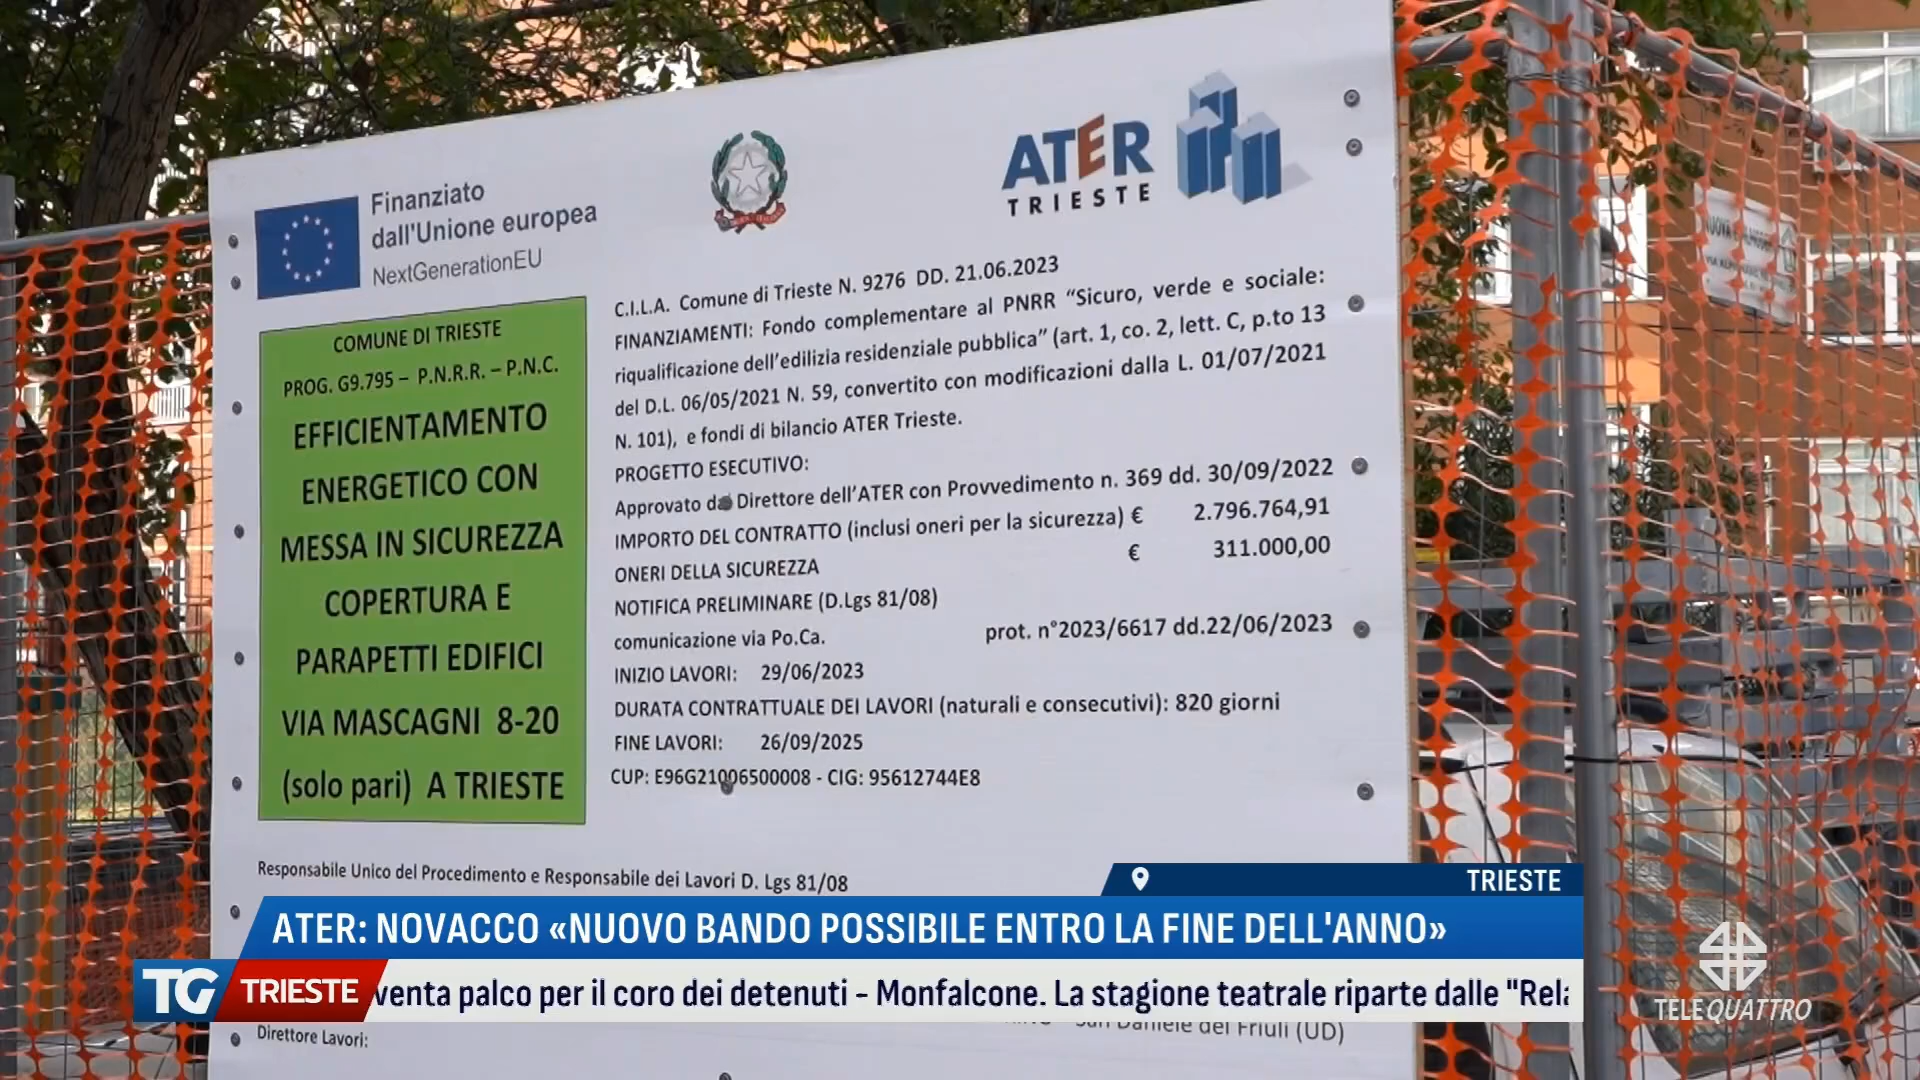 Finanziato
dall'Unione europea
NextGenerationEU
ATER
TRIESTE
COMUNE DI TRIESTE
PROG. G9.795 – P.N.R.R. – P.N.C.
EFFICIENTAMENTO
ENERGETICO CON
MESSA IN SICUREZZA
COPERTURA E
PARAPETTI EDIFICI
VIA MASCAGNI 8-20
(solo pari) A TRIESTE
C.I.L.A. Comune di Trieste N. 9276 DD. 21.06.2023
FINANZIAMENTI: Fondo complementare al PNRR “Sicuro, verde e sociale:
riqualificazione dell’edilizia residenziale pubblica” (art. 1, co. 2, lett. C, p.to 13
del D.L. 06/05/2021 N. 59, convertito con modificazioni dalla L. 01/07/2021
N. 101), e fondi di bilancio ATER Trieste.
PROGETTO ESECUTIVO:
Approvato dal Direttore dell’ATER con Provvedimento n. 369 dd. 30/09/2022
IMPORTO DEL CONTRATTO (inclusi oneri per la sicurezza) € 2.796.764,91
ONERI DELLA SICUREZZA € 311.000,00
NOTIFICA PRELIMINARE (D.Lgs 81/08)
comunicazione via Po.Ca. prot. n°2023/6617 dd.22/06/2023
INIZIO LAVORI: 29/06/2023
DURATA CONTRATTUALE DEI LAVORI (naturali e consecutivi): 820 giorni
FINE LAVORI: 26/09/2025
CUP: E96G21006500008 - CIG: 95612744E8
Responsabile Unico del Procedimento e Responsabile dei Lavori D. Lgs 81/08
TRIESTE
ATER: NOVACCO «NUOVO BANDO POSSIBILE ENTRO LA FINE DELL'ANNO»
TG TRIESTE
venta palco per il coro dei detenuti - Monfalcone. La stagione teatrale riparte dalle "Rela
San Daniele del Friuli (UD)
Direttore Lavori:
TELEQUATTRO